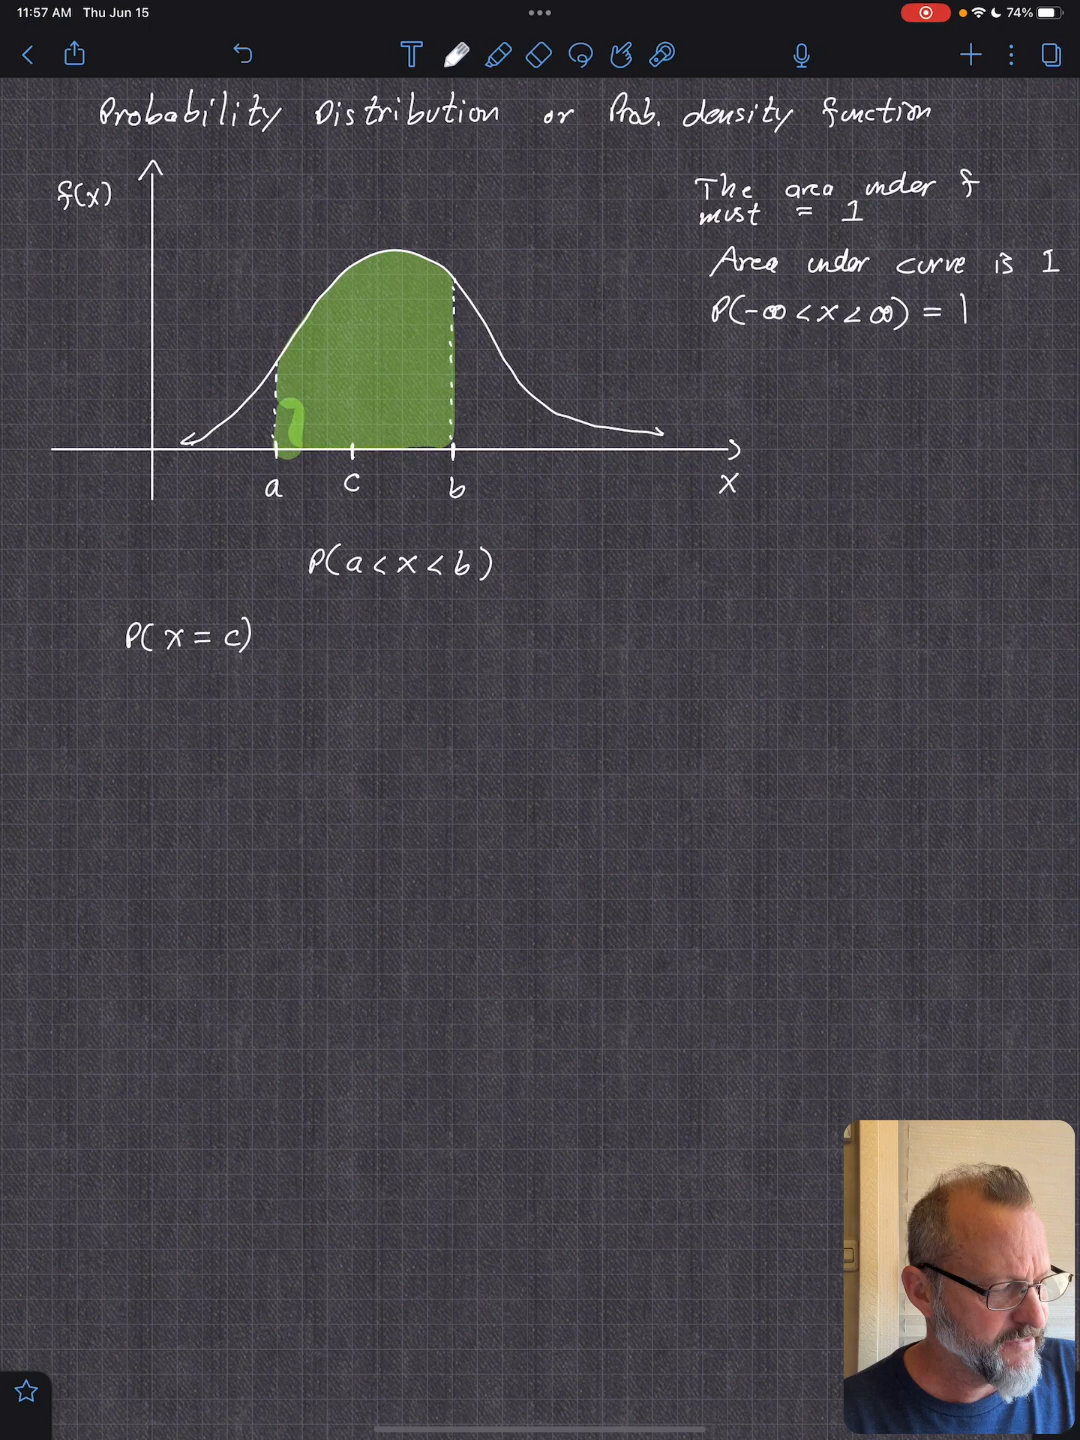 11:57 AM Thu Jun 15
74%
Probability Distribution or Prob. density function
f(x)
The area under f
must = 1
Area under curve is 1
P(-∞ < x < ∞) = 1
a c b x
P(a < x < b)
P( x = c)